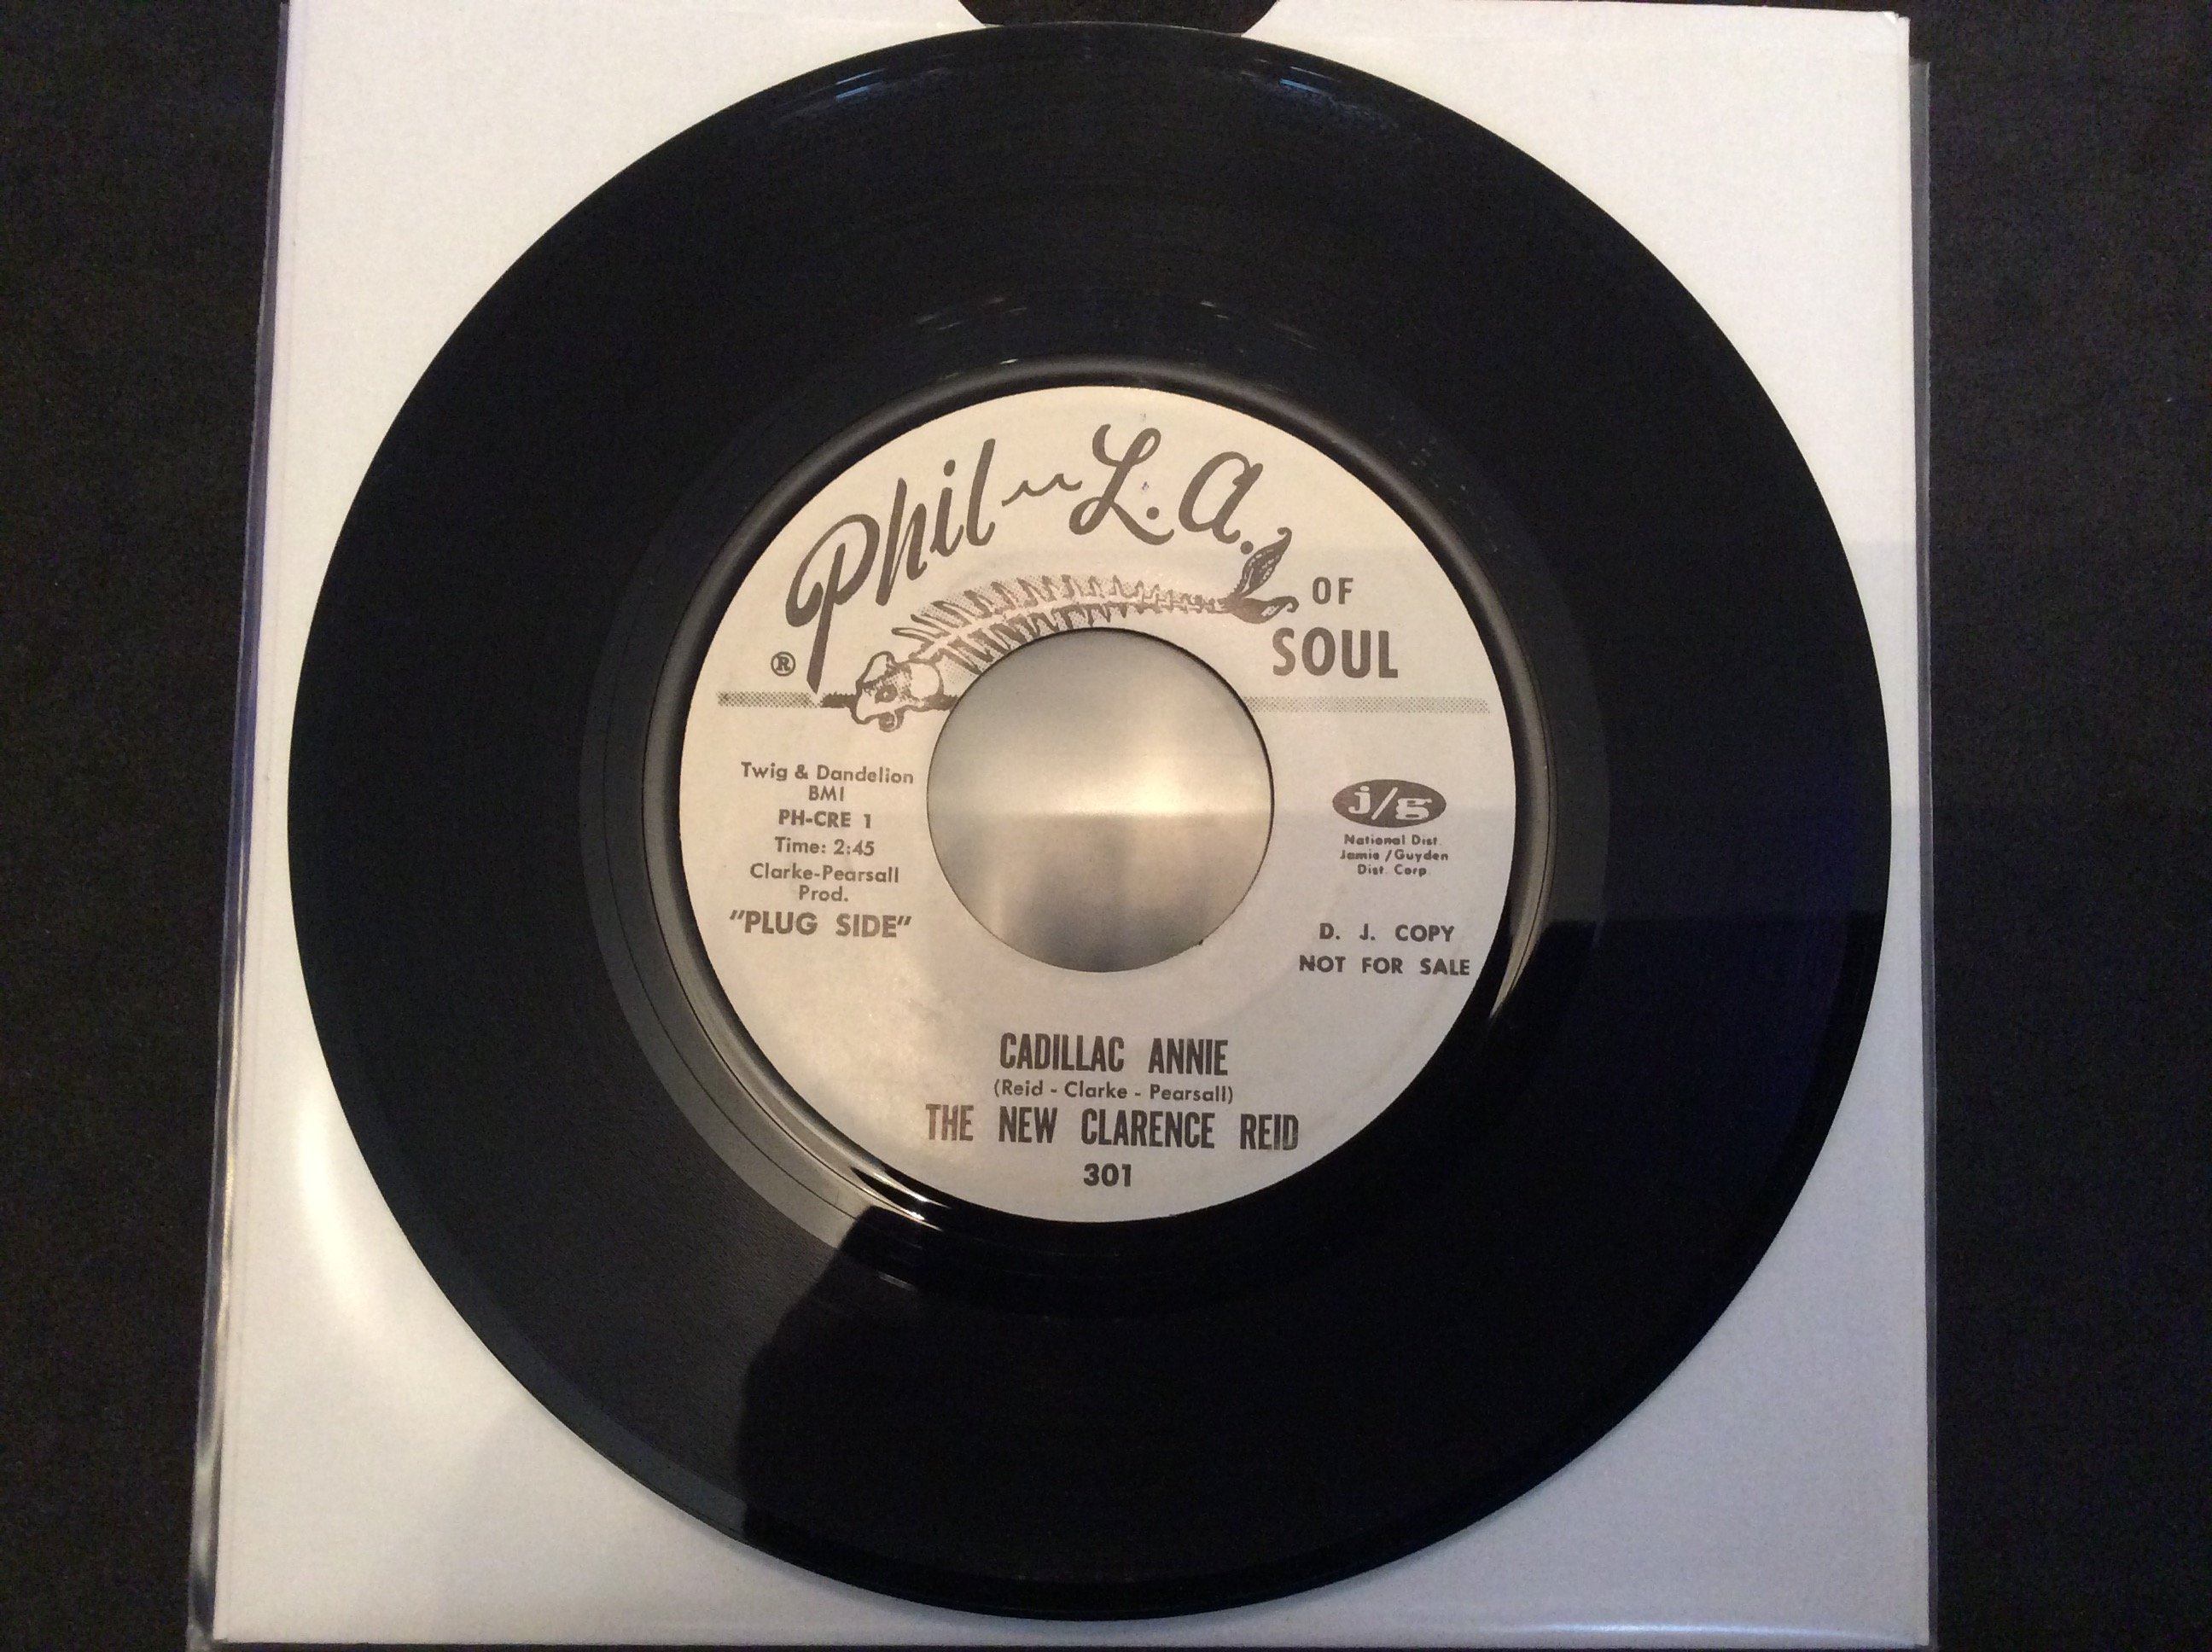 Phil-L.A.
OF
SOUL
®
Twig & Dandelion
BMI
PH-CRE 1
Time: 2:45
Clarke-Pearsall
Prod.
"PLUG SIDE"
j/g
National Dist.
Jamie/Guyden
Dist. Corp.
D. J. COPY
NOT FOR SALE
CADILLAC ANNIE
(Reid - Clarke - Pearsall)
THE NEW CLARENCE REID
301